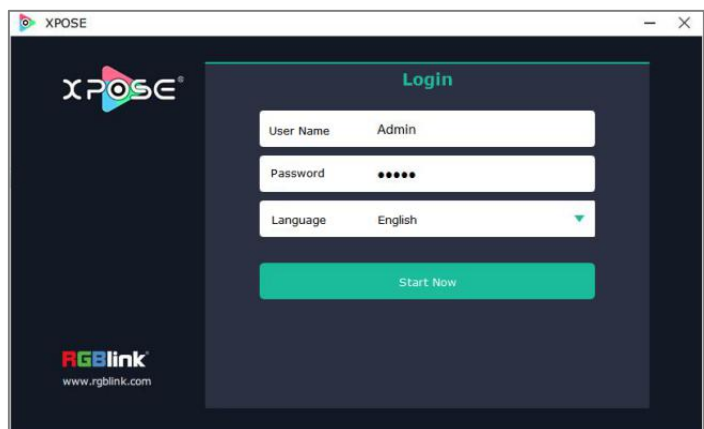 XPOSE
XPOSE®
Login
User Name Admin
Password •••••
Language English
Start Now
RGBlink®
www.rgblink.com